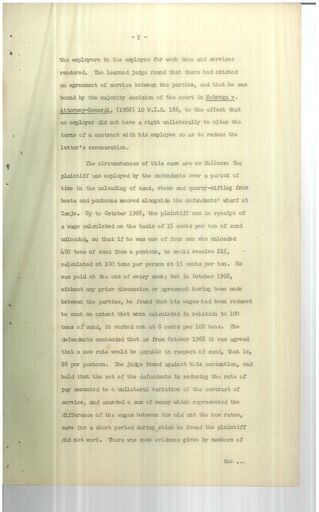 - 2 -
the employers to the employee for work done and services
rendered. The learned judge found that there had existed
an agreement of service between the parties, and that he was
bound by the majority decision of the court in Nobrega v.
Attorney-General, (1968) 10 W.I.R. 186, to the effect that
an employer did not have a right unilaterally to alter the
terms of a contract with his employee so as to reduce the
latter's remuneration.
The circumstances of this case are as follows: The
plaintiff was employed by the defendants over a period of
time in the unloading of sand, stone and quarry-sifting from
boats and pontoons moored alongside the defendants' wharf at
Canje. Up to October 1968, the plaintiff was in receipt of
a wage calculated on the basis of 15 cents per ton of sand
unloaded, so that if he was one of four men who unloaded
400 tons of sand from a pontoon, he would receive $15,
calculated at 100 tons per person at 15 cents per ton. He
was paid at the end of every week; but in October 1968,
without any prior discussion or agreement having been made
between the parties, he found that his wages had been reduced
to such an extent that when calculated in relation to 100
tons of sand, it worked out at 8 cents per 100 tons. The
defendants contended that as from October 1968 it was agreed
that a new rate would be payable in respect of sand, that is,
$8 per pontoon. The judge found against this contention, and
held that the act of the defendants in reducing the rate of
pay amounted to a unilateral variation of the contract of
service, and awarded a sum of money which represented the
difference of the wages between the old and the new rates,
save for a short period during which he found the plaintiff
did not work. There was some evidence given by members of
the ...